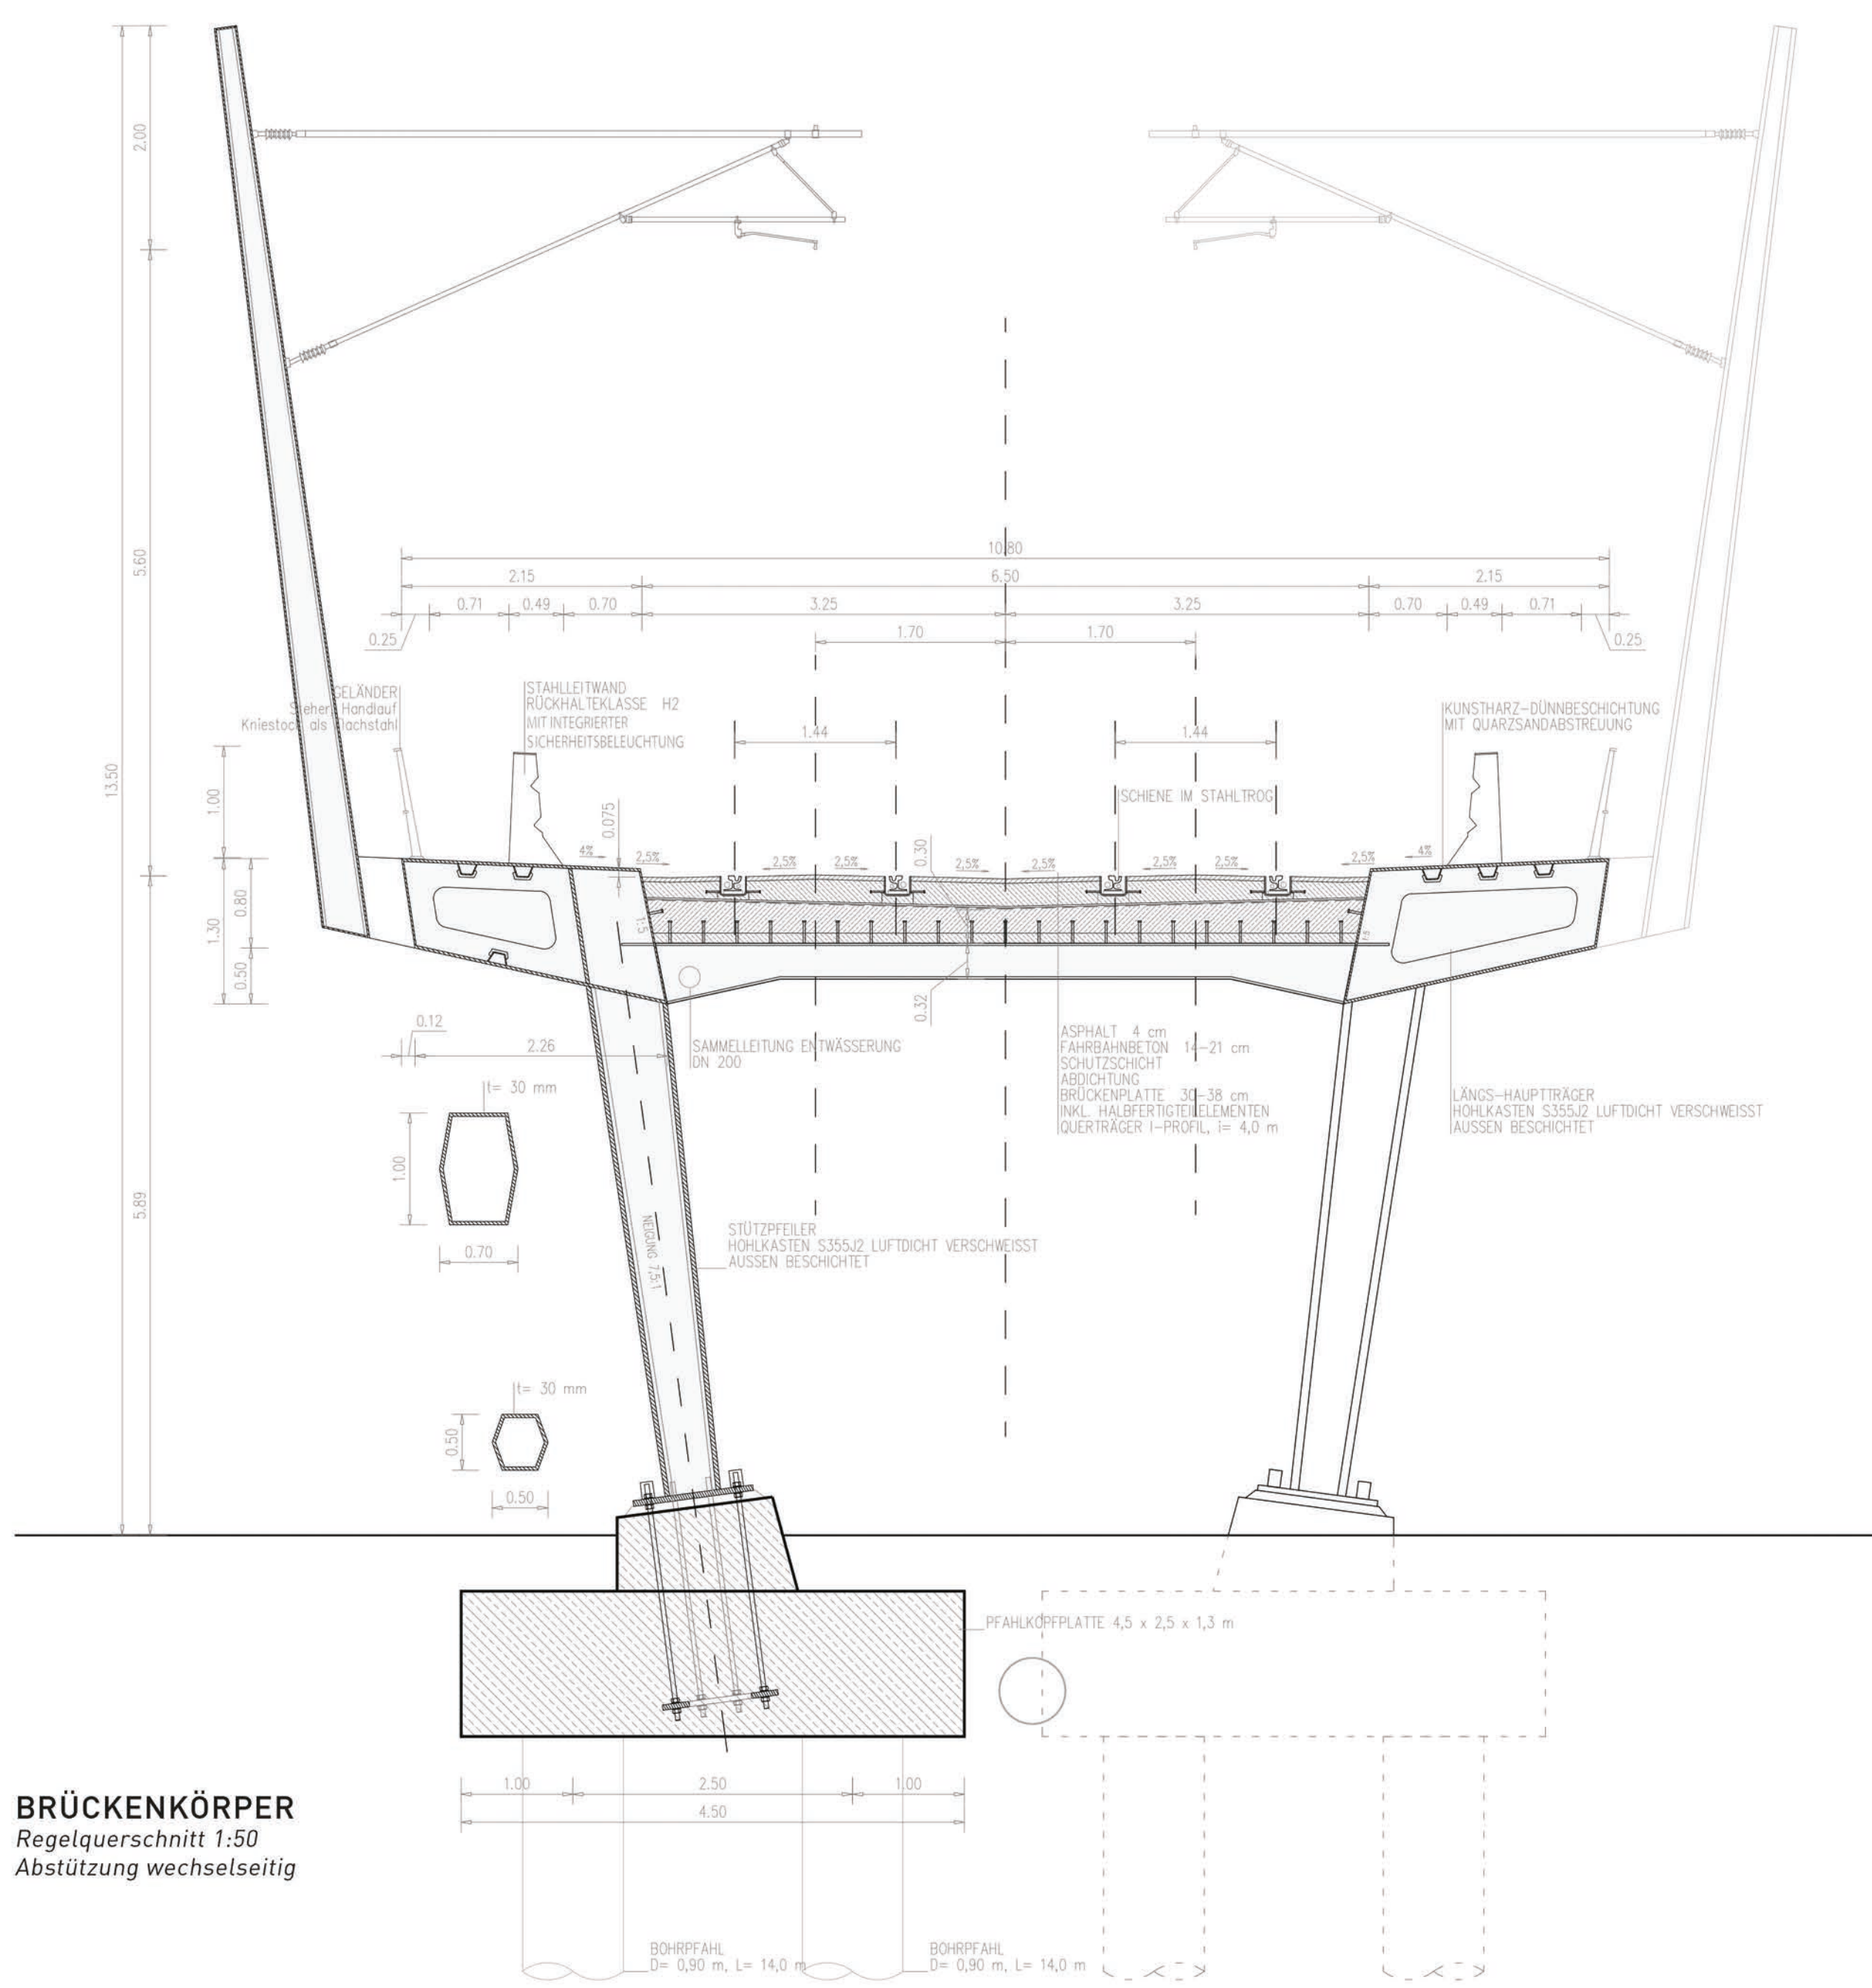 2.00
5.60
13.50
5.89
10.80
2.15
6.50
2.15
0.25
0.71
0.49
0.70
3.25
3.25
0.70
0.49
0.71
0.25
1.70
1.70
GELÄNDER
Steher, Handlauf
Kniestock als Flachstahl
STAHLLEITWAND
RÜCKHALTEKLASSE H2
MIT INTEGRIERTER
SICHERHEITSBELEUCHTUNG
1.44
1.44
KUNSTHARZ-DÜNNBESCHICHTUNG
MIT QUARZSANDABSTREUUNG
SCHIENE IM STAHLTROG
1.00
0.075
0.30
4%
2,5%
2,5%
2,5%
2,5%
2,5%
2,5%
2,5%
2,5%
4%
1.30
0.80
0.50
1:5
1:5
0.32
0.12
2.26
SAMMELLEITUNG ENTWÄSSERUNG
DN 200
ASPHALT 4 cm
FAHRBAHNBETON 14-21 cm
SCHUTZSCHICHT
ABDICHTUNG
BRÜCKENPLATTE 30-38 cm
INKL. HALBFERTIGTEILELEMENTEN
QUERTRÄGER I-PROFIL, i= 4,0 m
LÄNGS-HAUPTTRÄGER
HOHLKASTEN S355J2 LUFTDICHT VERSCHWEISST
AUSSEN BESCHICHTET
t= 30 mm
1.00
0.70
NEIGUNG 7,5:1
STÜTZPFEILER
HOHLKASTEN S355J2 LUFTDICHT VERSCHWEISST
AUSSEN BESCHICHTET
t= 30 mm
0.50
0.50
PFAHLKOPFPLATTE 4,5 x 2,5 x 1,3 m
1.00
2.50
1.00
4.50
BRÜCKENKÖRPER
Regelquerschnitt 1:50
Abstützung wechselseitig
BOHRPFAHL
D= 0,90 m, L= 14,0 m
BOHRPFAHL
D= 0,90 m, L= 14,0 m